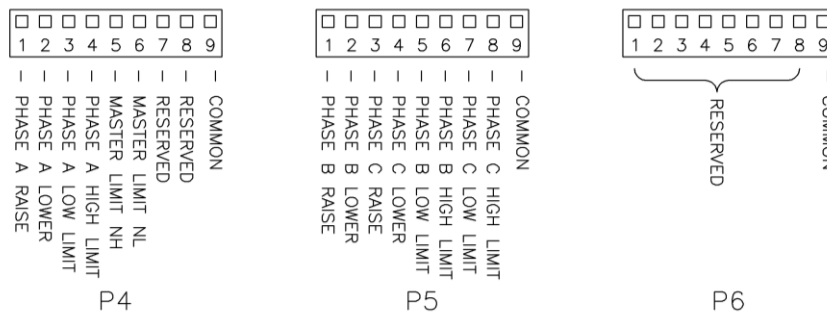 1 2 3 4 5 6 7 8 9
– PHASE A RAISE
– PHASE A LOWER
– PHASE A LOW LIMIT
– PHASE A HIGH LIMIT
– MASTER LIMIT NH
– MASTER LIMIT NL
– RESERVED
– RESERVED
– COMMON
P4
1 2 3 4 5 6 7 8 9
– PHASE B RAISE
– PHASE B LOWER
– PHASE C RAISE
– PHASE C LOWER
– PHASE B LOW LIMIT
– PHASE B HIGH LIMIT
– PHASE C LOW LIMIT
– PHASE C HIGH LIMIT
– COMMON
P5
1 2 3 4 5 6 7 8 9
RESERVED
– COMMON
P6